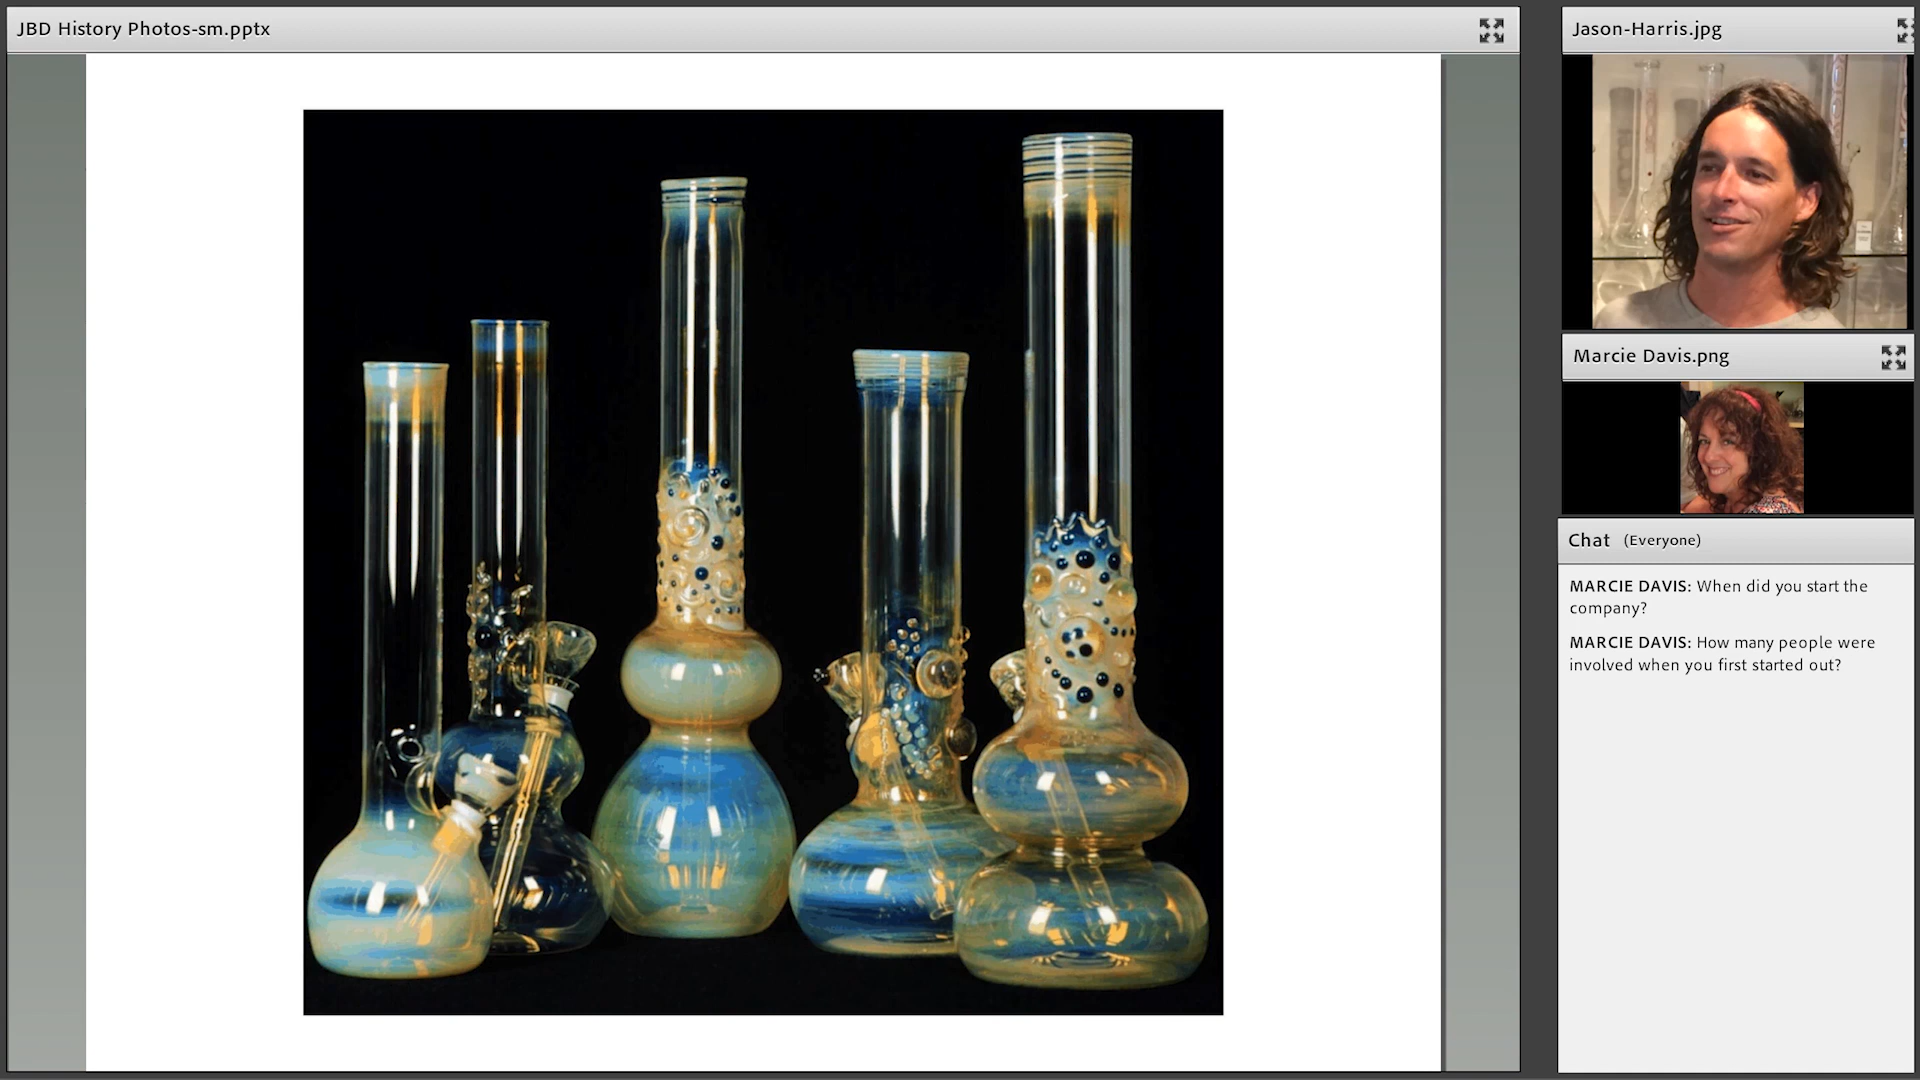 JBD History Photos-sm.pptx
Jason-Harris.jpg
Marcie Davis.png
Chat (Everyone)
MARCIE DAVIS: When did you start the
company?
MARCIE DAVIS: How many people were
involved when you first started out?